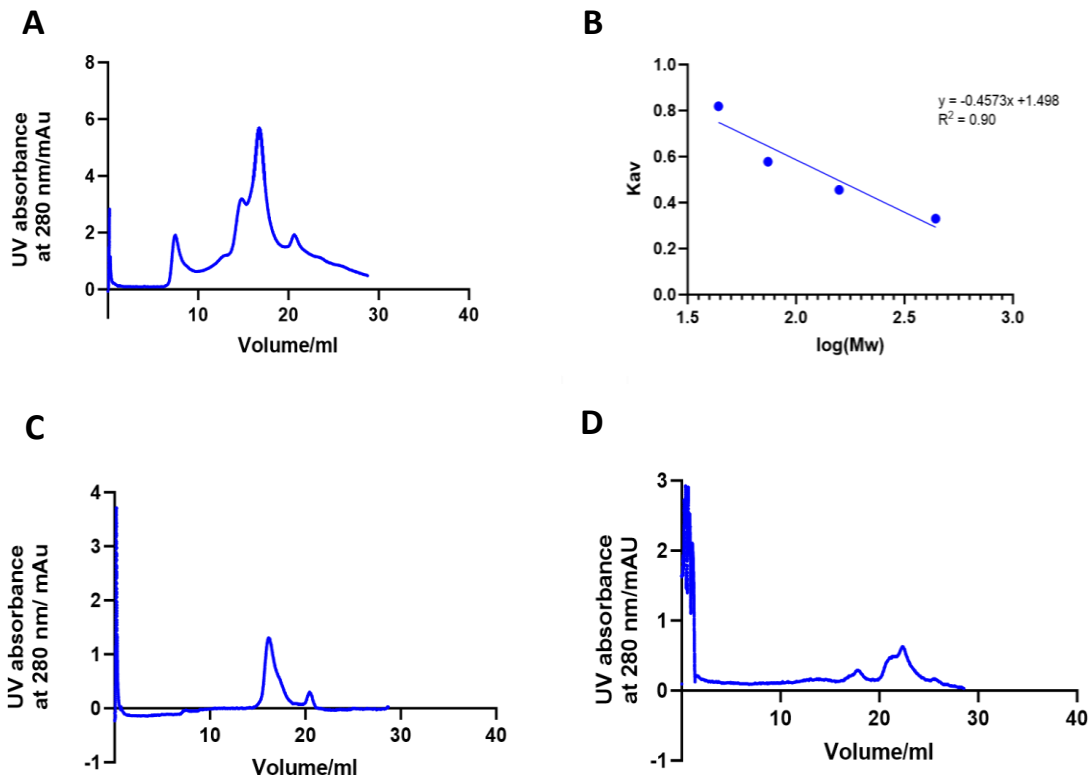 A
UV absorbance
at 280 nm/mAu
8
6
4
2
0
10
20
30
40
Volume/ml
B
Kav
1.0
0.8
0.6
0.4
0.2
0.0
y = -0.4573x +1.498
R² = 0.90
1.5
2.0
2.5
3.0
log(Mw)
C
UV absorbance
at 280 nm/ mAu
4
3
2
1
0
-1
10
20
30
40
Volume/ml
D
UV absorbance
at 280 nm/mAU
3
2
1
0
-1
10
20
30
40
Volume/ml